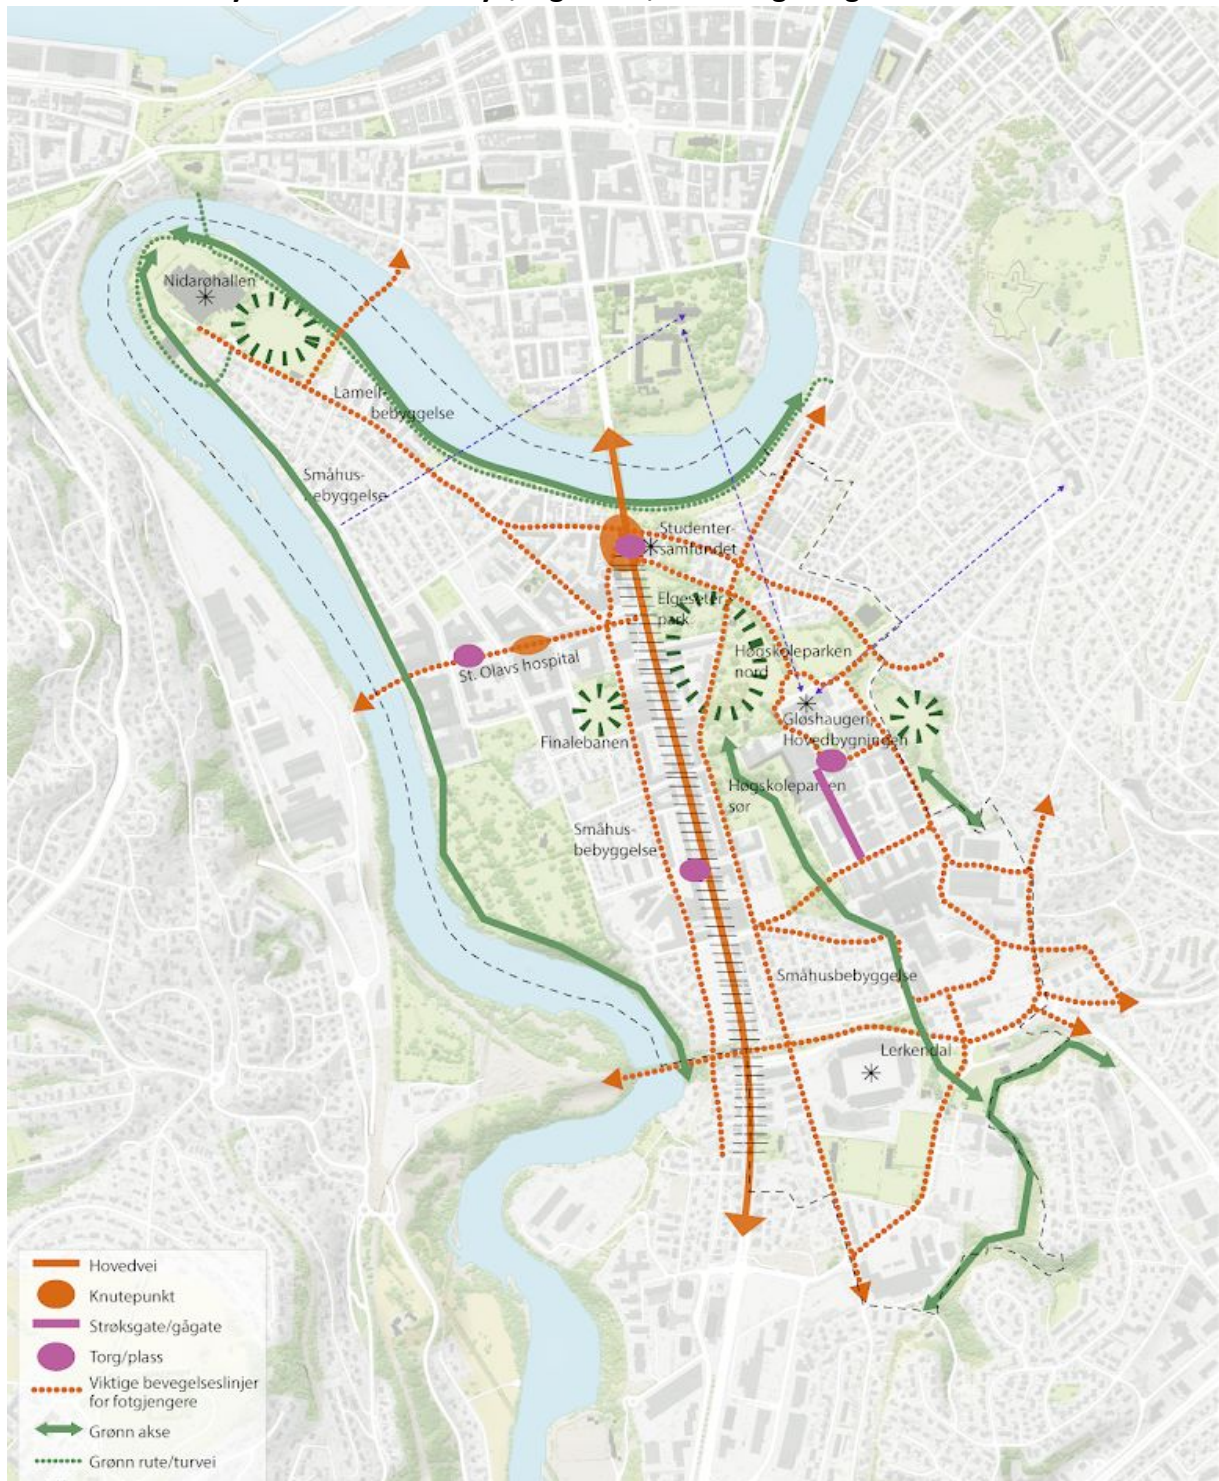 Nidarøhallen
Lamell-
bebyggelse
Småhus-
ebyggelse
Studenter-
samfundet
Elgeseter
park
Høgskoleparken
nord
St. Olavs hospital
Gløshaugen
Hovedbygningen
Finalebanen
Høgskoleparken
sør
Småhus-
bebyggelse
Småhusbebyggelse
Lerkendal
Hovedvei
Knutepunkt
Strøksgate/gågate
Torg/plass
Viktige bevegelseslinjer
for fotgjengere
Grønn akse
Grønn rute/turvei